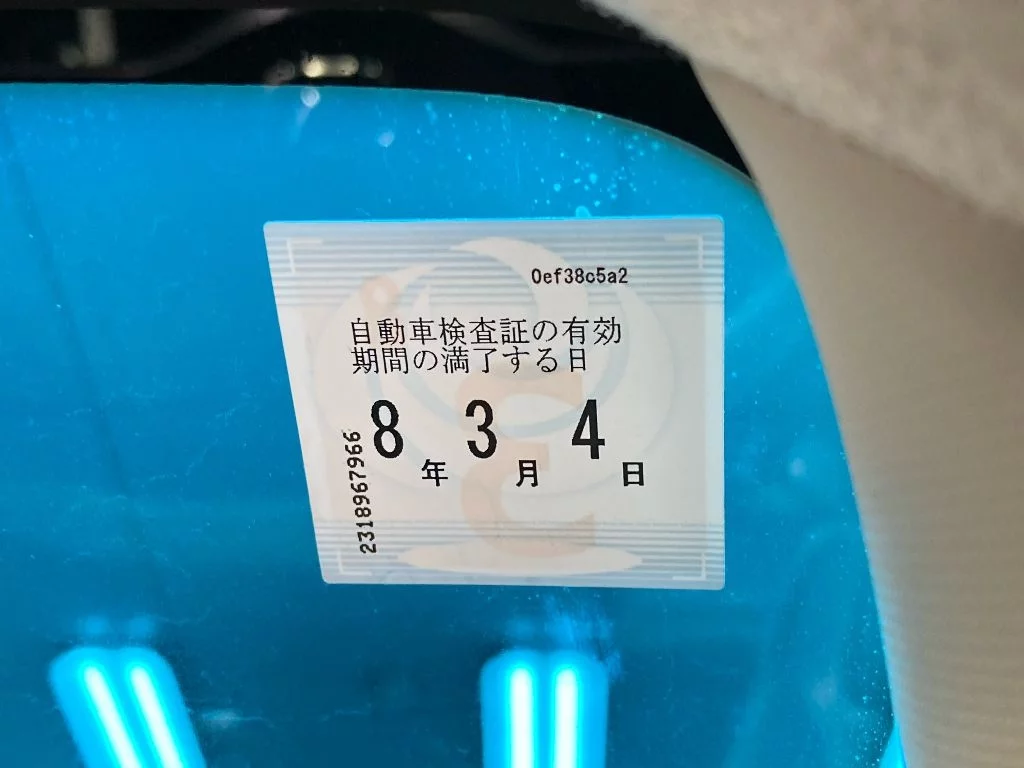 0ef38c5a2
自動車検査証の有効
期間の満了する日
8年 3月 4日
2318967966